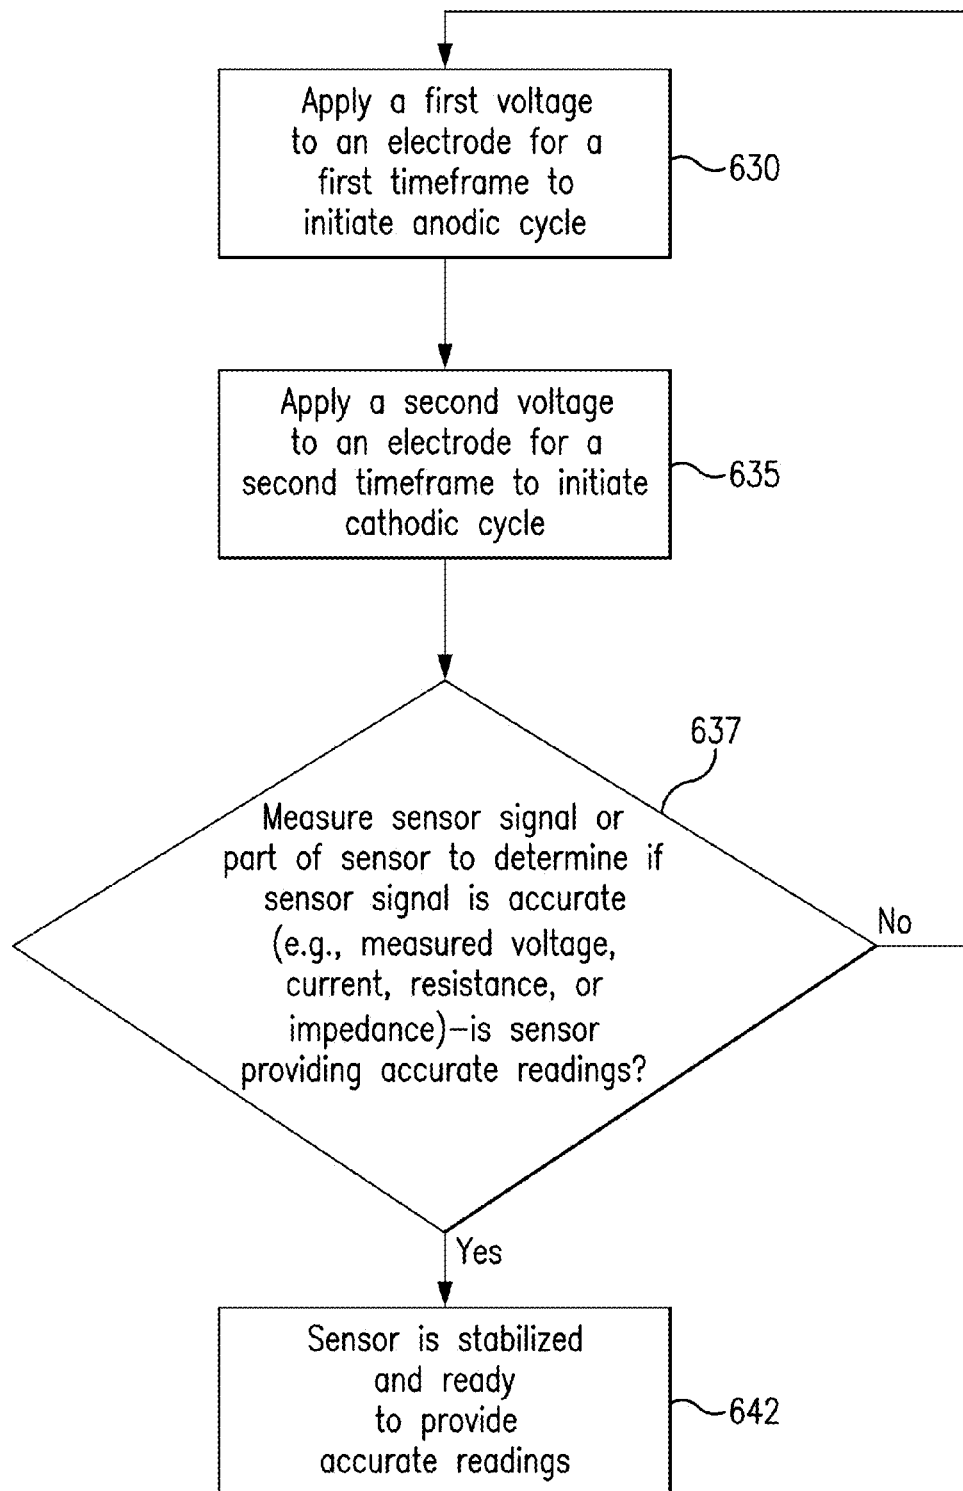 Apply a first voltage
to an electrode for a
first timeframe to
initiate anodic cycle
630
Apply a second voltage
to an electrode for a
second timeframe to initiate
cathodic cycle
635
637
Measure sensor signal or
part of sensor to determine if
sensor signal is accurate
(e.g., measured voltage,
current, resistance, or
impedance)–is sensor
providing accurate readings?
No
Yes
Sensor is stabilized
and ready
to provide
accurate readings
642